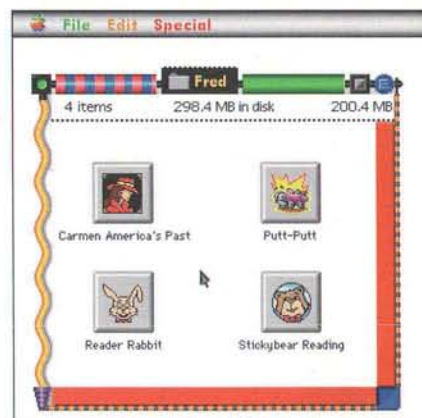 File Edit Special
Fred
4 items 298.4 MB in disk 200.4 MB
Carmen America's Past Putt-Putt
Reader Rabbit Stickybear Reading